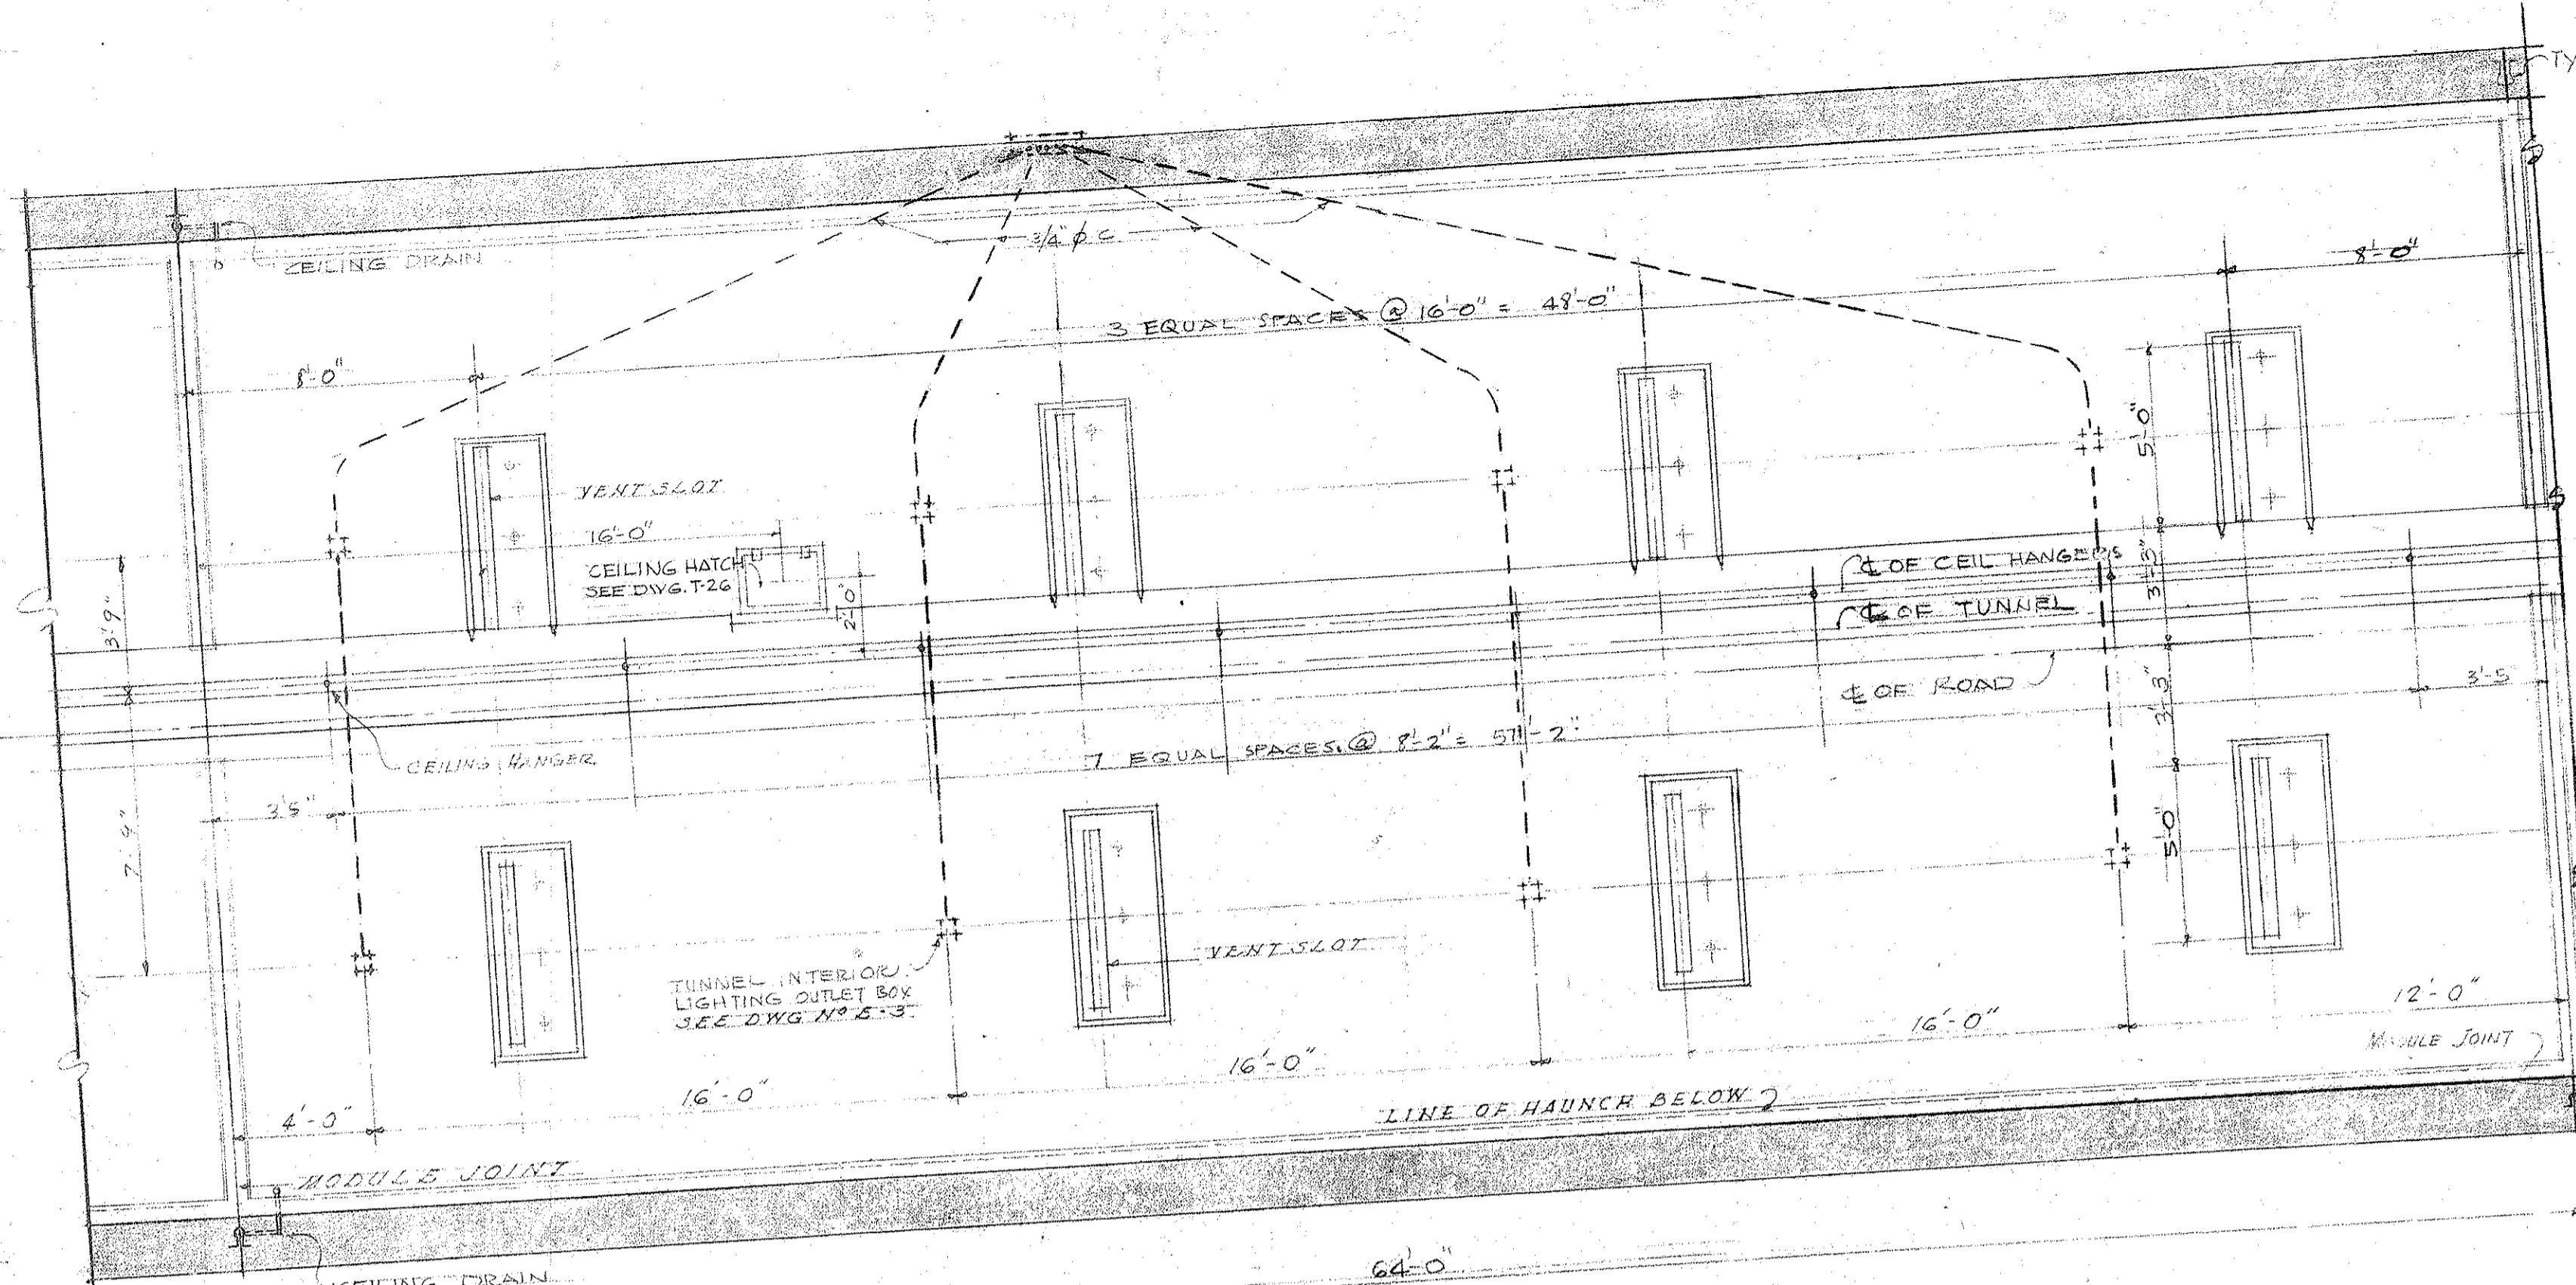 TY
CEILING DRAIN
3/4" ϕ C
8'-0"
3 EQUAL SPACES @ 16'-0" = 48'-0"
8'-0"
VENT SLOT
16'-0"
CEILING HATCH
SEE DWG. T-26
2'-0"
5'-0"
℄ OF CEIL HANGERS
3'-3"
℄ OF TUNNEL
3'-9"
℄ OF ROAD
3'-3"
3'-5
CEILING HANGER
7 EQUAL SPACES @ 8'-2" = 57'-2"
3'5"
7'-9"
5'-0"
VENT SLOT
TUNNEL INTERIOR
LIGHTING OUTLET BOX
SEE DWG Nº E-3
12'-0"
16'-0"
MODULE JOINT
16'-0"
16'-0"
LINE OF HAUNCH BELOW
4'-0"
MODULE JOINT
64'-0"
CEILING DRAIN